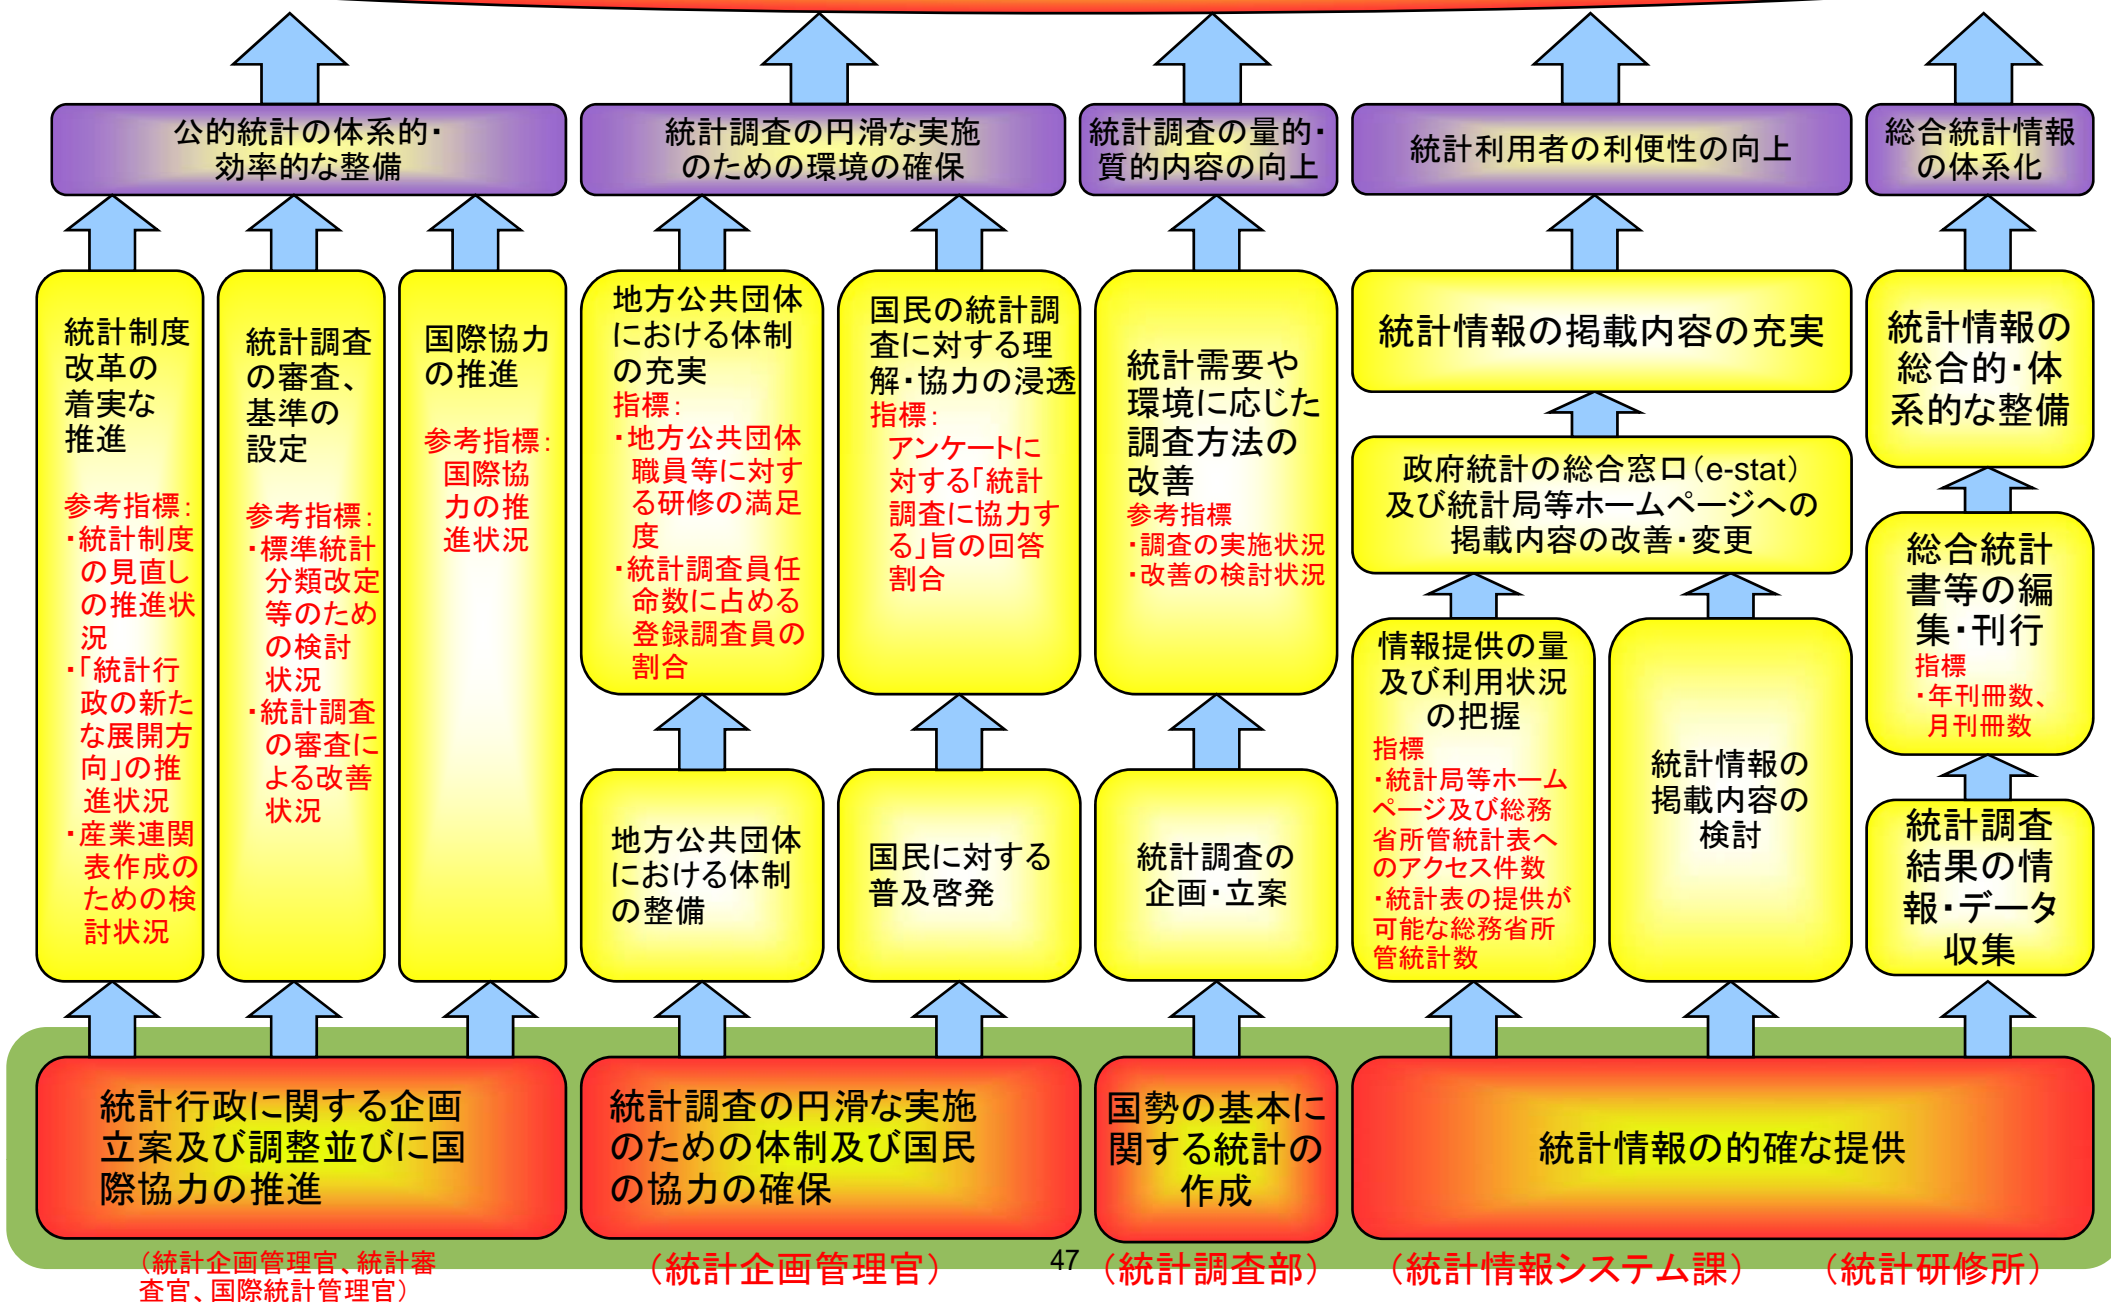 公的統計の体系的・
効率的な整備
統計調査の円滑な実施
のための環境の確保
統計調査の量的・
質的内容の向上
統計利用者の利便性の向上
総合統計情報
の体系化
統計制度
改革の
着実な
推進
参考指標：
・統計制度
の見直し
の推進状
況
・「統計行
政の新た
な展開方
向」の推
進状況
・産業連関
表作成の
ための検
討状況
統計調査
の審査、
基準の
設定
参考指標：
・標準統計
分類改定
等のため
の検討
状況
・統計調査
の審査に
よる改善
状況
国際協力
の推進
参考指標：
国際協
力の推
進状況
地方公共団体
における体制
の充実
指標：
・地方公共団体
職員等に対す
る研修の満足
度
・統計調査員任
命数に占める
登録調査員の
割合
国民の統計調
査に対する理
解・協力の浸透
指標：
アンケートに
対する「統計
調査に協力す
る」旨の回答
割合
統計需要や
環境に応じた
調査方法の
改善
参考指標
・調査の実施状況
・改善の検討状況
統計情報の掲載内容の充実
政府統計の総合窓口（e-stat）
及び統計局等ホームページへの
掲載内容の改善・変更
情報提供の量
及び利用状況
の把握
指標
・統計局等ホーム
ページ及び総務
省所管統計表へ
のアクセス件数
・統計表の提供が
可能な総務省所
管統計数
統計情報の
掲載内容の
検討
統計情報の
総合的・体
系的な整備
総合統計
書等の編
集・刊行
指標
・年刊冊数、
月刊冊数
統計調査
結果の情
報・データ
収集
地方公共団体
における体制
の整備
国民に対する
普及啓発
統計調査の
企画・立案
統計行政に関する企画
立案及び調整並びに国
際協力の推進
統計調査の円滑な実施
のための体制及び国民
の協力の確保
国勢の基本に
関する統計の
作成
統計情報の的確な提供
（統計企画管理官、統計審
査官、国際統計管理官）
（統計企画管理官）
47
（統計調査部）
（統計情報システム課）
（統計研修所）